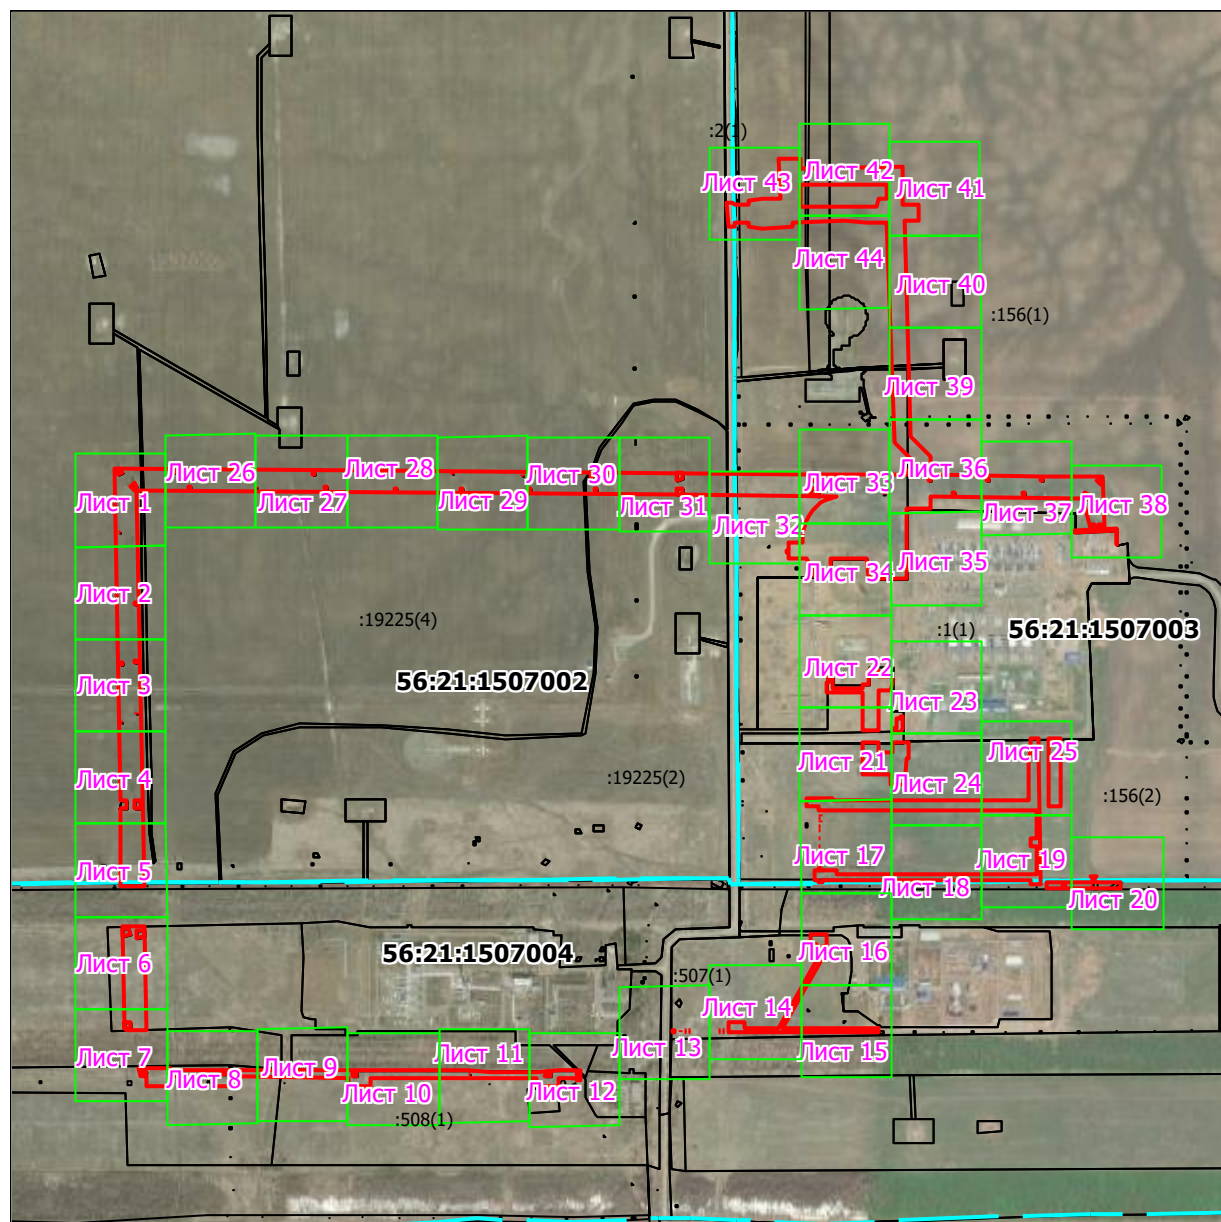 :2(1)
Лист 43
Лист 42
Лист 41
Лист 44
Лист 40
:156(1)
Лист 39
Лист 26
Лист 28
Лист 30
Лист 36
Лист 1
Лист 27
Лист 29
Лист 31
Лист 33
Лист 37
Лист 38
Лист 32
Лист 35
Лист 34
Лист 2
:19225(4)
:1(1)
56:21:1507003
Лист 3
56:21:1507002
Лист 22
Лист 23
Лист 4
:19225(2)
Лист 21
Лист 25
Лист 24
:156(2)
Лист 5
Лист 17
Лист 19
Лист 18
Лист 20
Лист 6
56:21:1507004
:507(1)
Лист 16
Лист 14
Лист 7
Лист 8
Лист 9
Лист 11
Лист 13
Лист 15
Лист 10
Лист 12
:508(1)